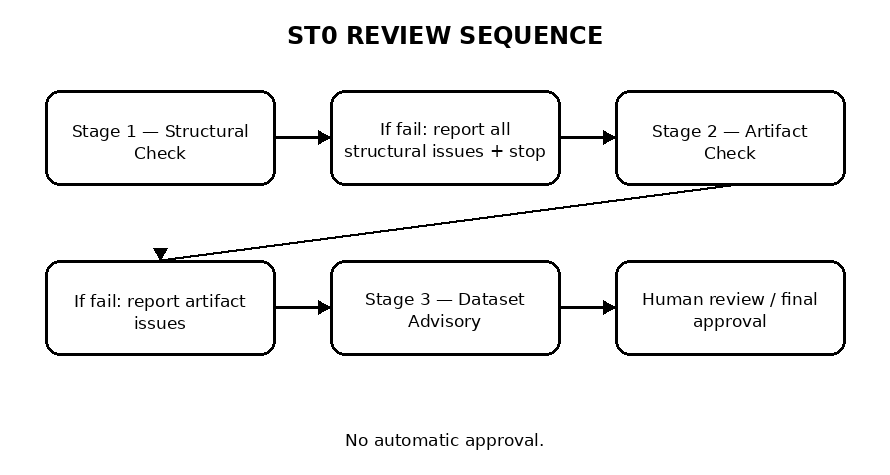 ST0 REVIEW SEQUENCE
Stage 1 — Structural
Check
If fail: report all
structural issues + stop
Stage 2 — Artifact
Check
If fail: report artifact
issues
Stage 3 — Dataset
Advisory
Human review / final
approval
No automatic approval.